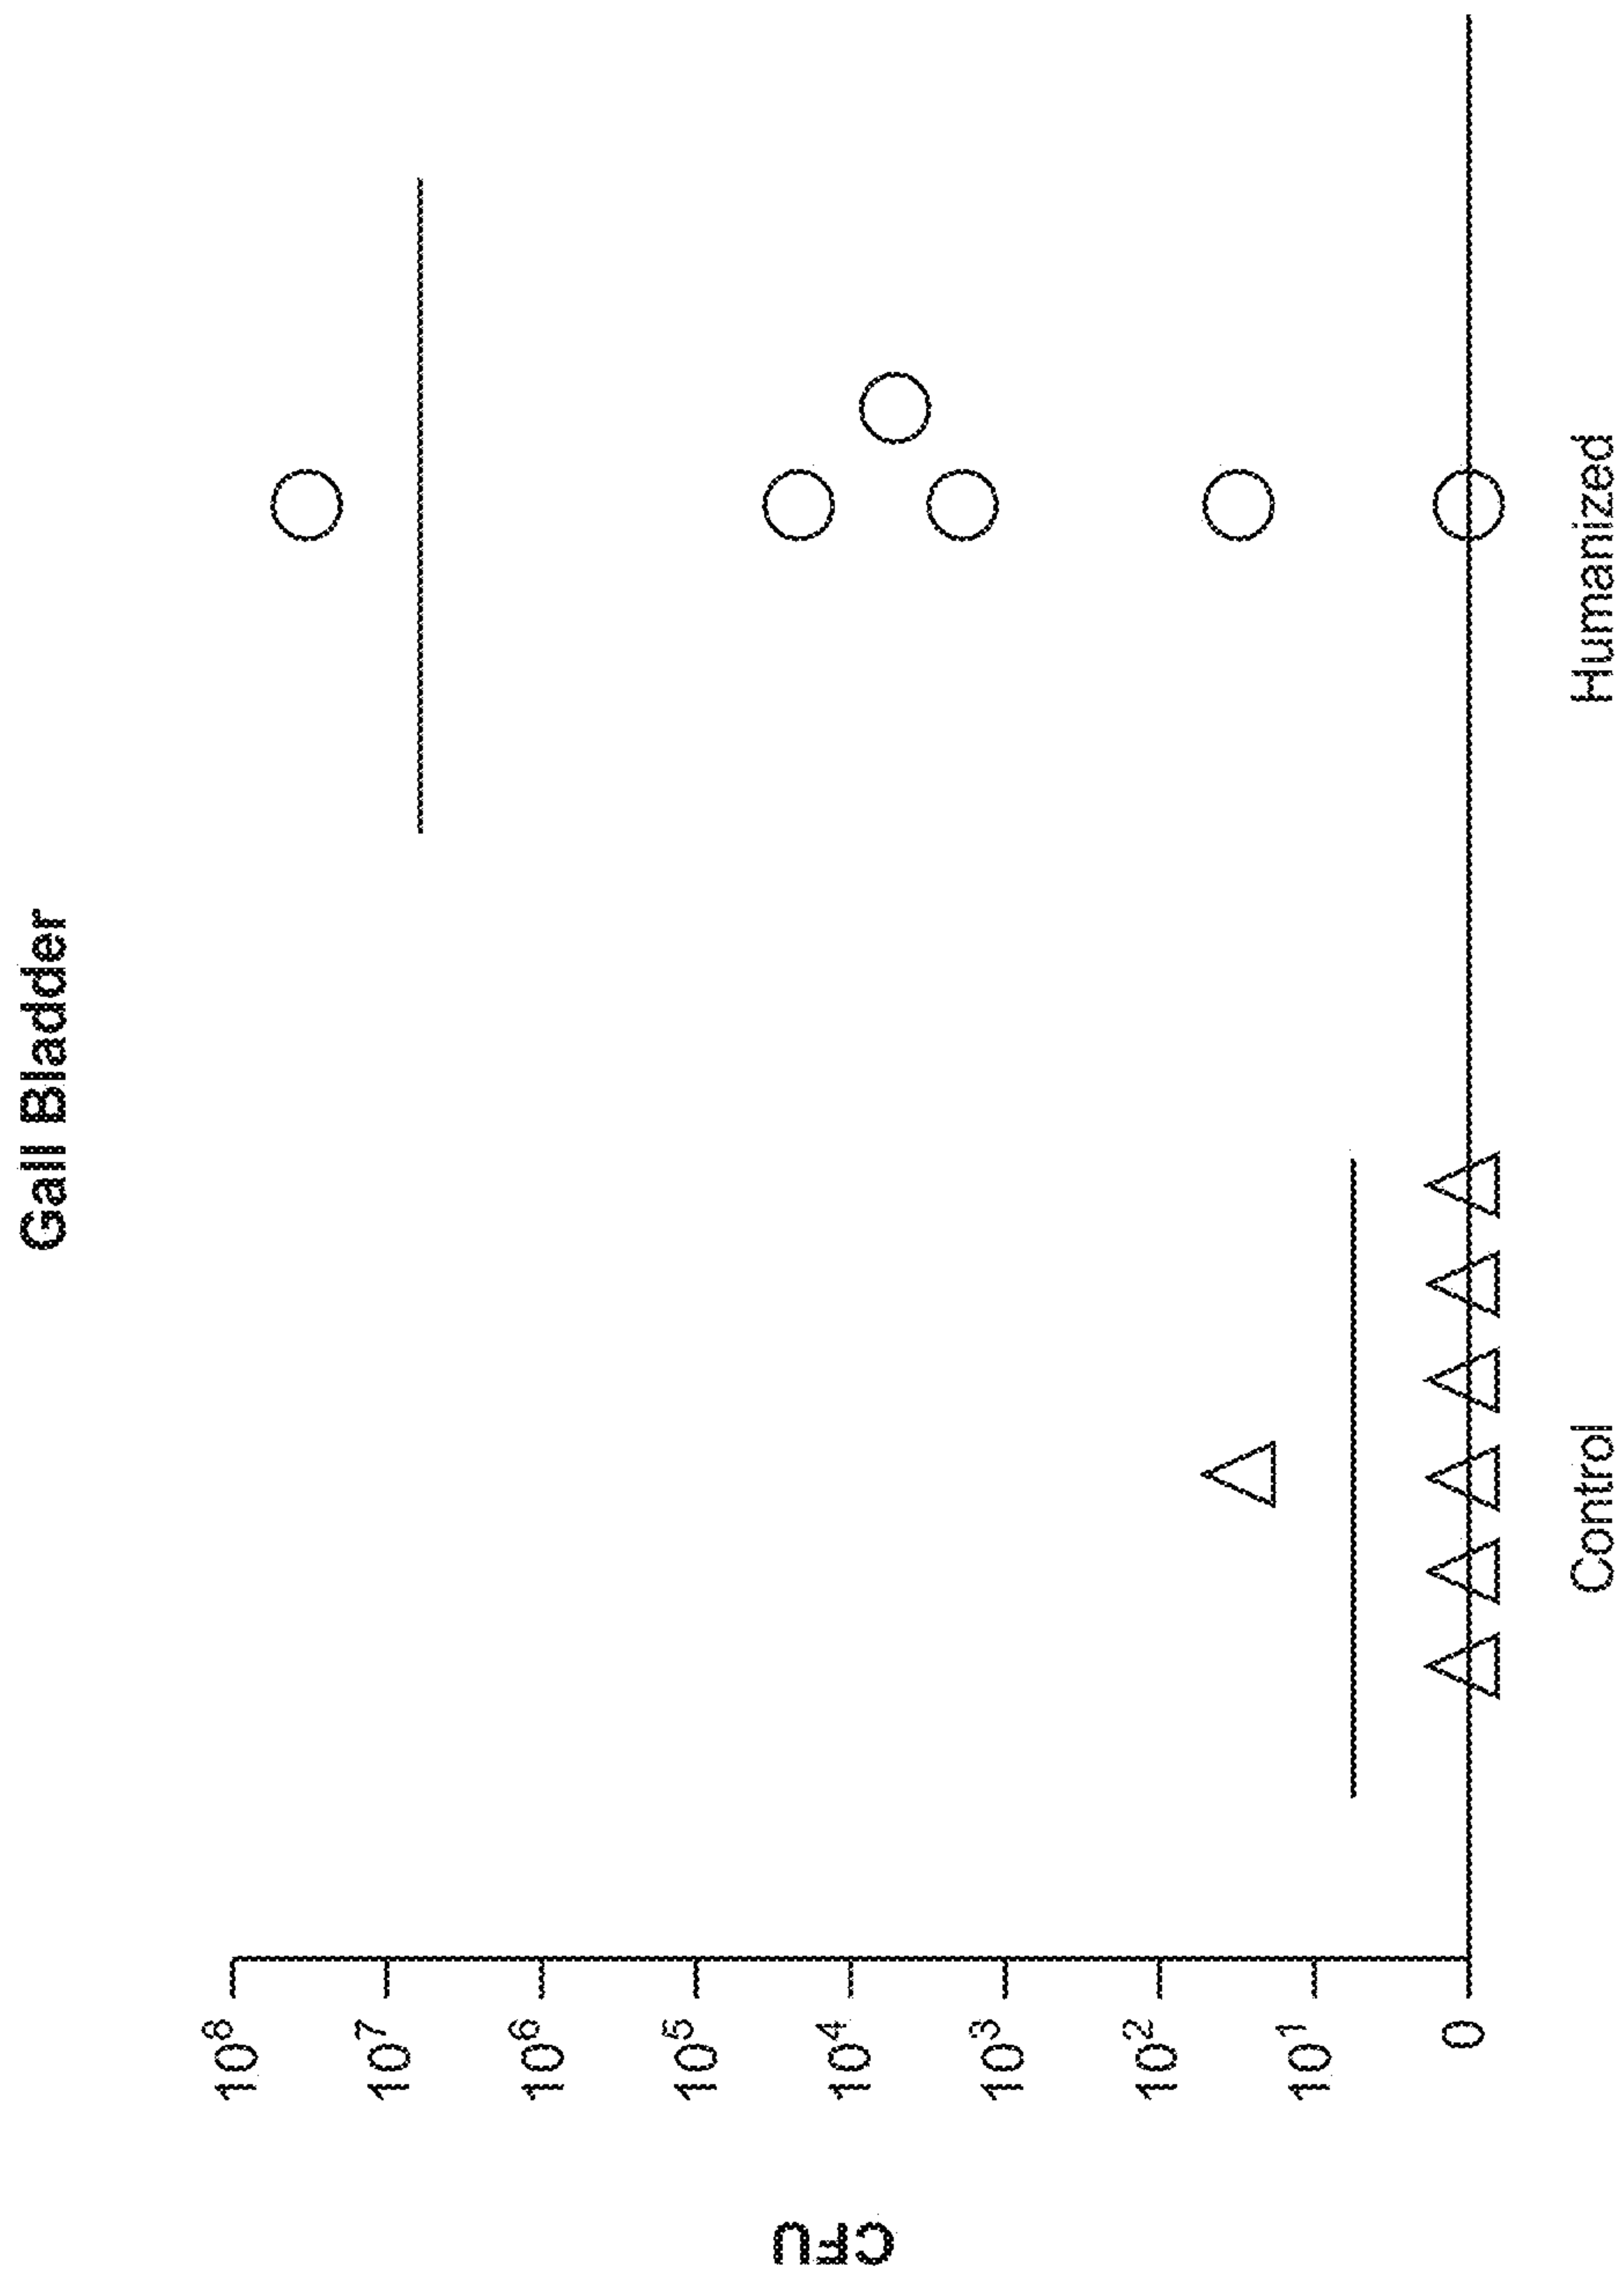 Gall Bladder
CFU
10⁸
10⁷
10⁶
10⁵
10⁴
10³
10²
10¹
0
Control
Humanized